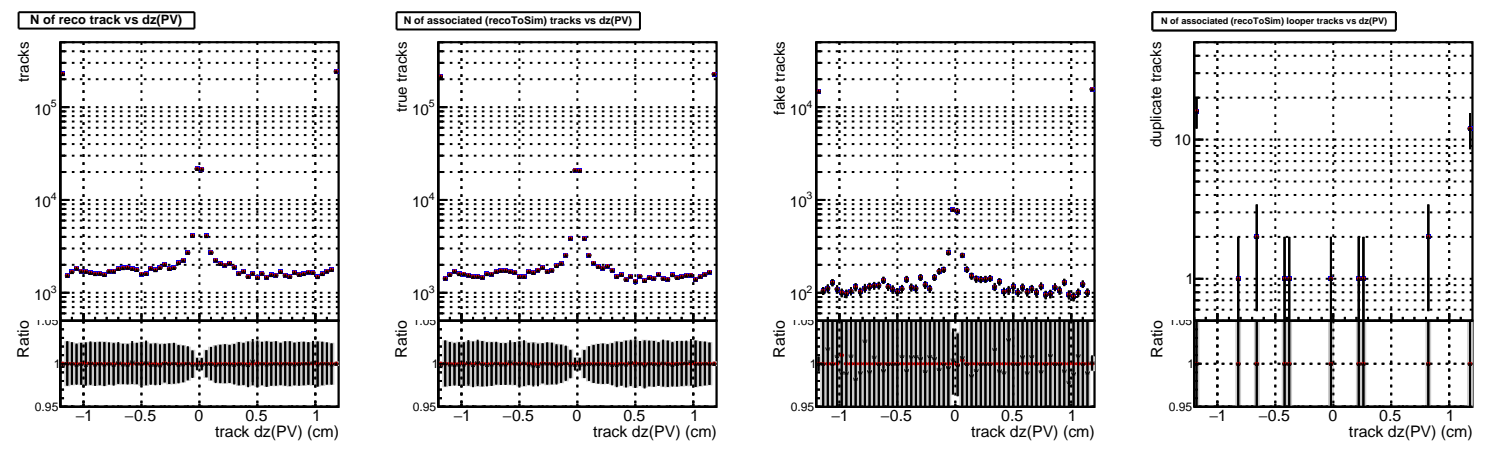 N of reco track vs dz(PV)
tracks
10^5
10^4
10^3
1.05
Ratio
1
0.95
−1 −0.5 0 0.5 1
track dz(PV) (cm)
N of associated (recoToSim) tracks vs dz(PV)
true tracks
10^5
10^4
10^3
1.05
Ratio
1
0.95
−1 −0.5 0 0.5 1
track dz(PV) (cm)
fake tracks
10^4
10^3
10^2
1.05
Ratio
1
0.95
−1 −0.5 0 0.5 1
track dz(PV) (cm)
N of associated (recoToSim) looper tracks vs dz(PV)
duplicate tracks
10
1
1.05
Ratio
1
0.95
−1 −0.5 0 0.5 1
track dz(PV) (cm)